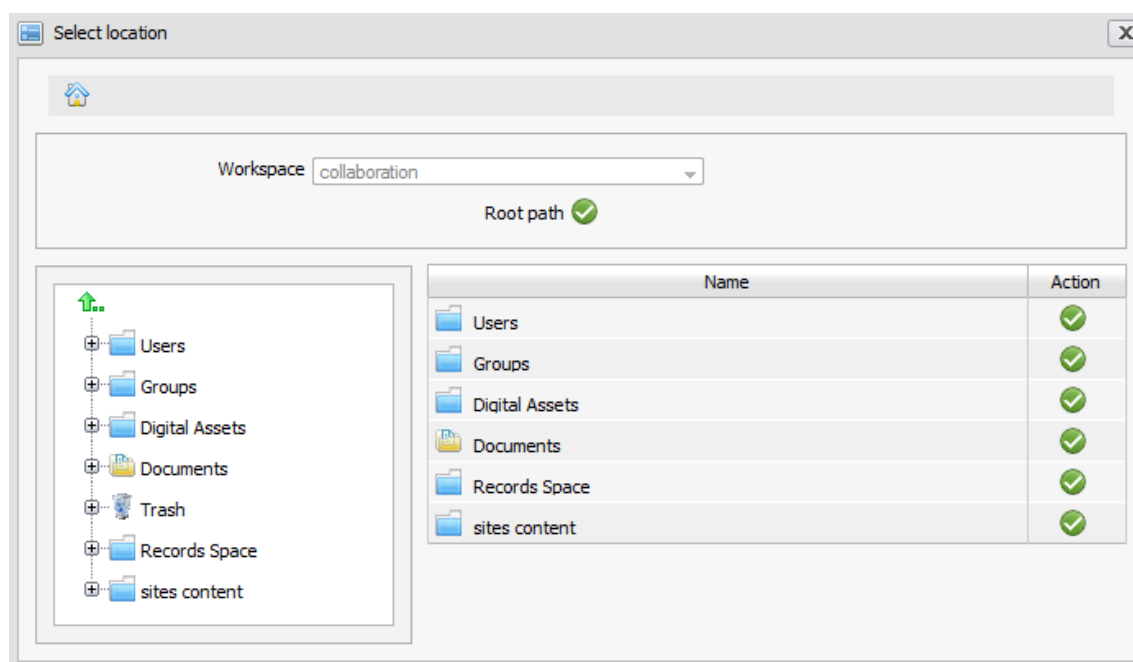 Select location
X
Workspace collaboration
Root path
Users
Groups
Digital Assets
Documents
Trash
Records Space
sites content
Name Action
Users
Groups
Digital Assets
Documents
Records Space
sites content